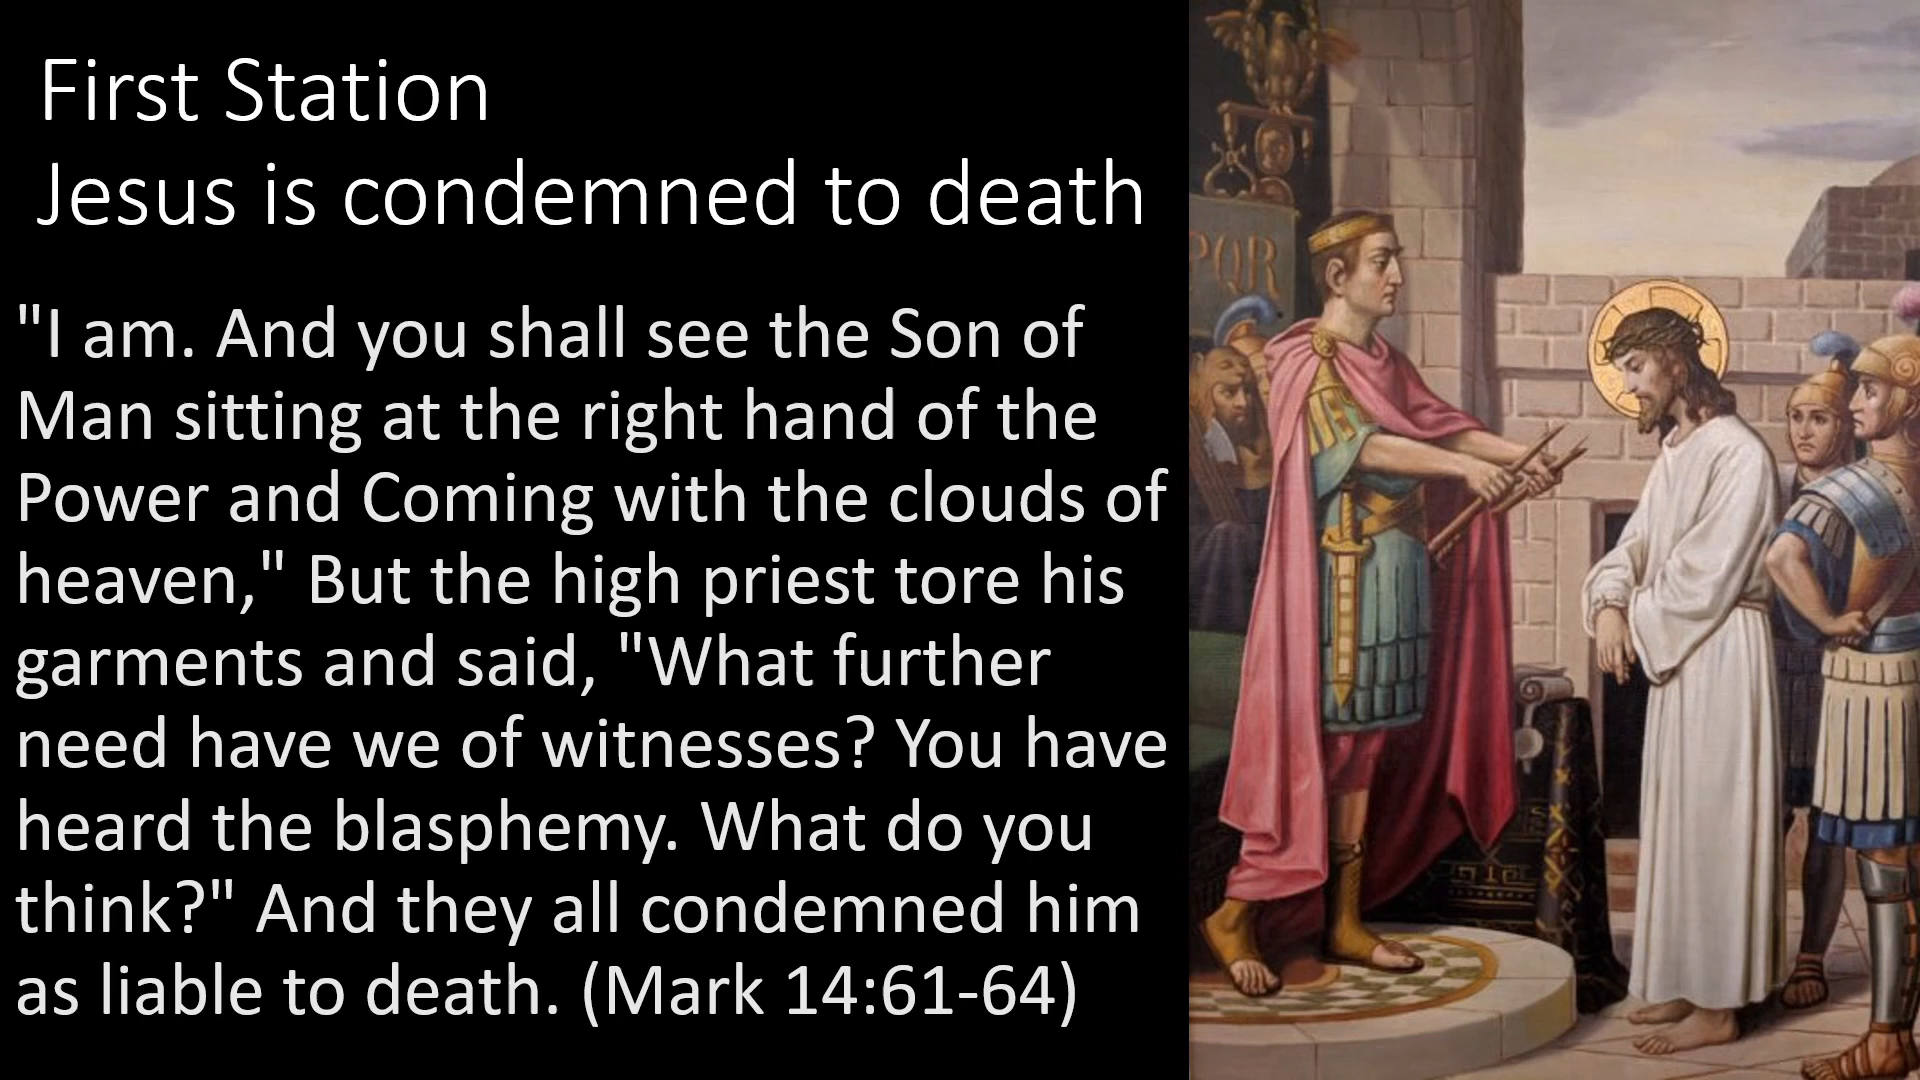 First Station
Jesus is condemned to death
"I am. And you shall see the Son of
Man sitting at the right hand of the
Power and Coming with the clouds of
heaven," But the high priest tore his
garments and said, "What further
need have we of witnesses? You have
heard the blasphemy. What do you
think?" And they all condemned him
as liable to death. (Mark 14:61-64)
PQR